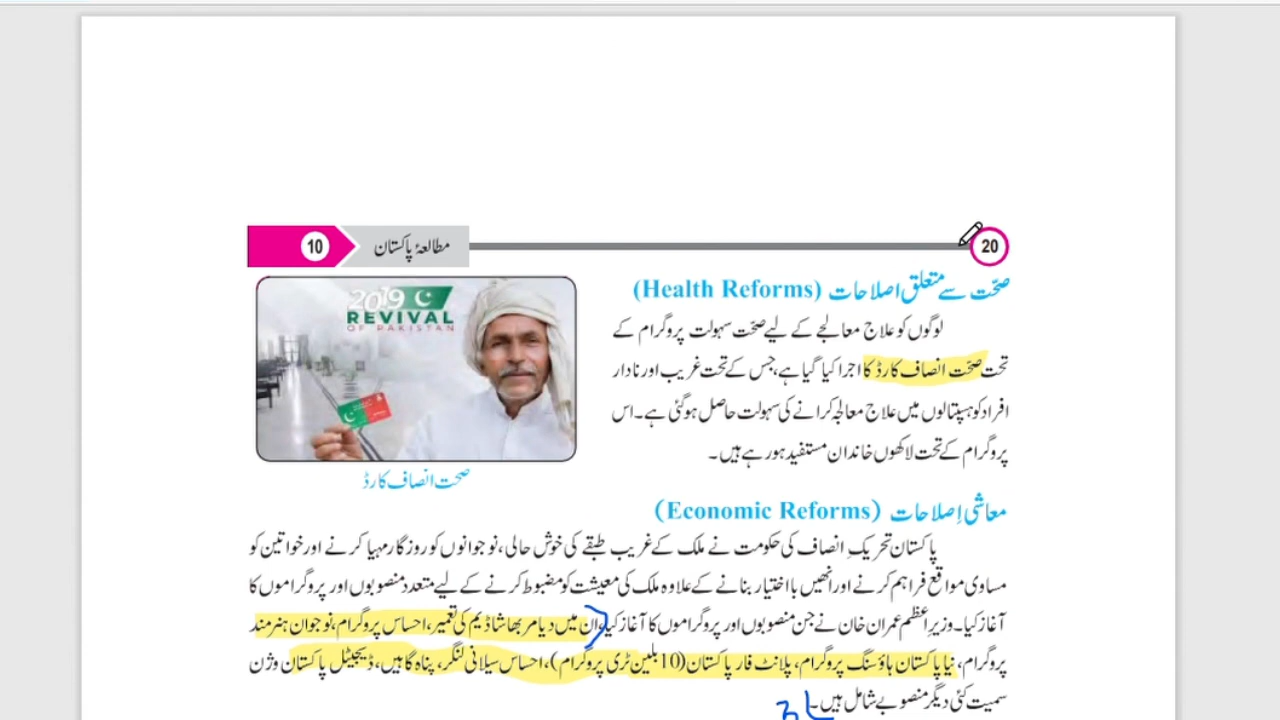 20
مطالعۂ پاکستان
10
صحّت سے متعلق اصلاحات (Health Reforms)
لوگوں کو علاج معالجے کے لیے صحّت سہولت پروگرام کے
تحت صحّت انصاف کارڈ کا اجرا کیا گیا ہے، جس کے تحت غریب اور نادار
افراد کو ہسپتالوں میں علاج معالجہ کرانے کی سہولت حاصل ہو گئی ہے۔ اس
پروگرام کے تحت لاکھوں خاندان مستفید ہو رہے ہیں۔
2019
REVIVAL
OF PAKISTAN
صحت انصاف کارڈ
معاشی اِصلاحات (Economic Reforms)
پاکستان تحریکِ انصاف کی حکومت نے ملک کے غریب طبقے کی خوش حالی، نوجوانوں کو روزگار مہیا کرنے اور خواتین کو
مساوی مواقع فراہم کرنے اور انھیں بااختیار بنانے کے علاوہ ملک کی معیشت کو مضبوط کرنے کے لیے متعدد منصوبوں اور پروگراموں کا
آغاز کیا۔ وزیرِاعظم عمران خان نے جن منصوبوں اور پروگراموں کا آغاز کیا، ان میں دیامر بھاشا ڈیم کی تعمیر، احساس پروگرام، نوجوان ہنرمند
پروگرام، نیا پاکستان ہاؤسنگ پروگرام، پلانٹ فار پاکستان (10 بلین ٹری پروگرام)، احساس سیلانی لنگر، پناہ گاہیں، ڈیجیٹل پاکستان وژن
سمیت کئی دیگر منصوبے شامل ہیں۔